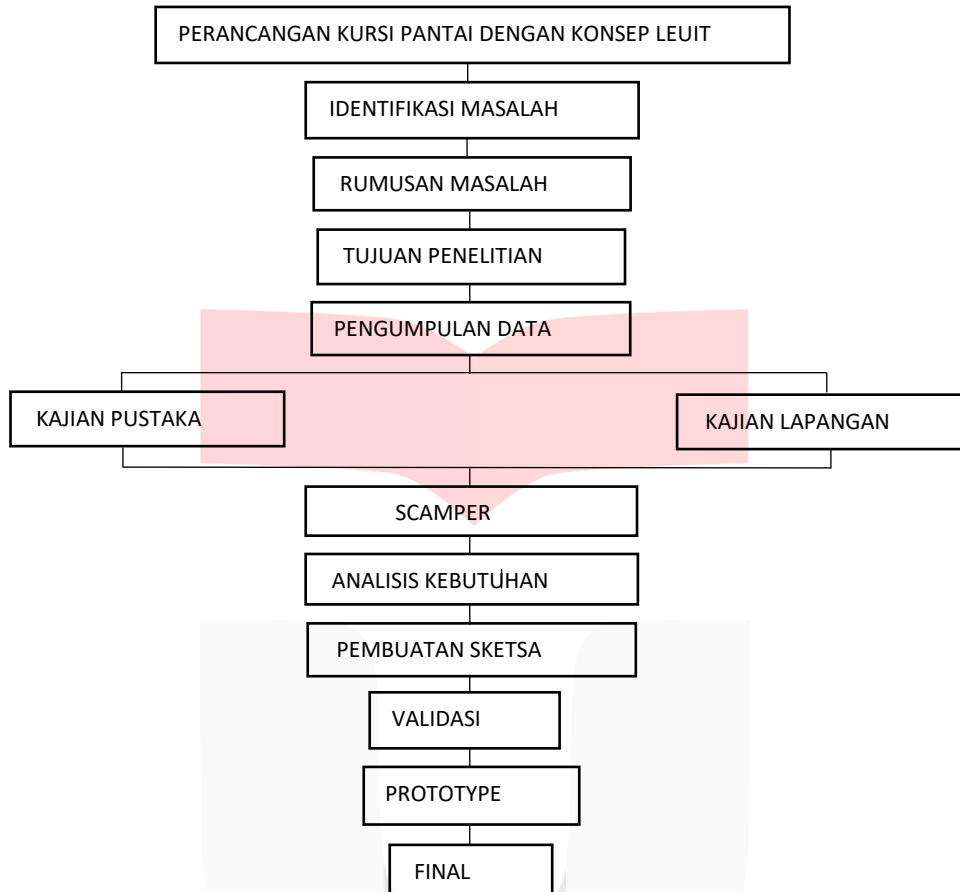 PERANCANGAN KURSI PANTAI DENGAN KONSEP LEUIT
IDENTIFIKASI MASALAH
RUMUSAN MASALAH
TUJUAN PENELITIAN
PENGUMPULAN DATA
KAJIAN PUSTAKA
KAJIAN LAPANGAN
SCAMPER
ANALISIS KEBUTUHAN
PEMBUATAN SKETSA
VALIDASI
PROTOTYPE
FINAL